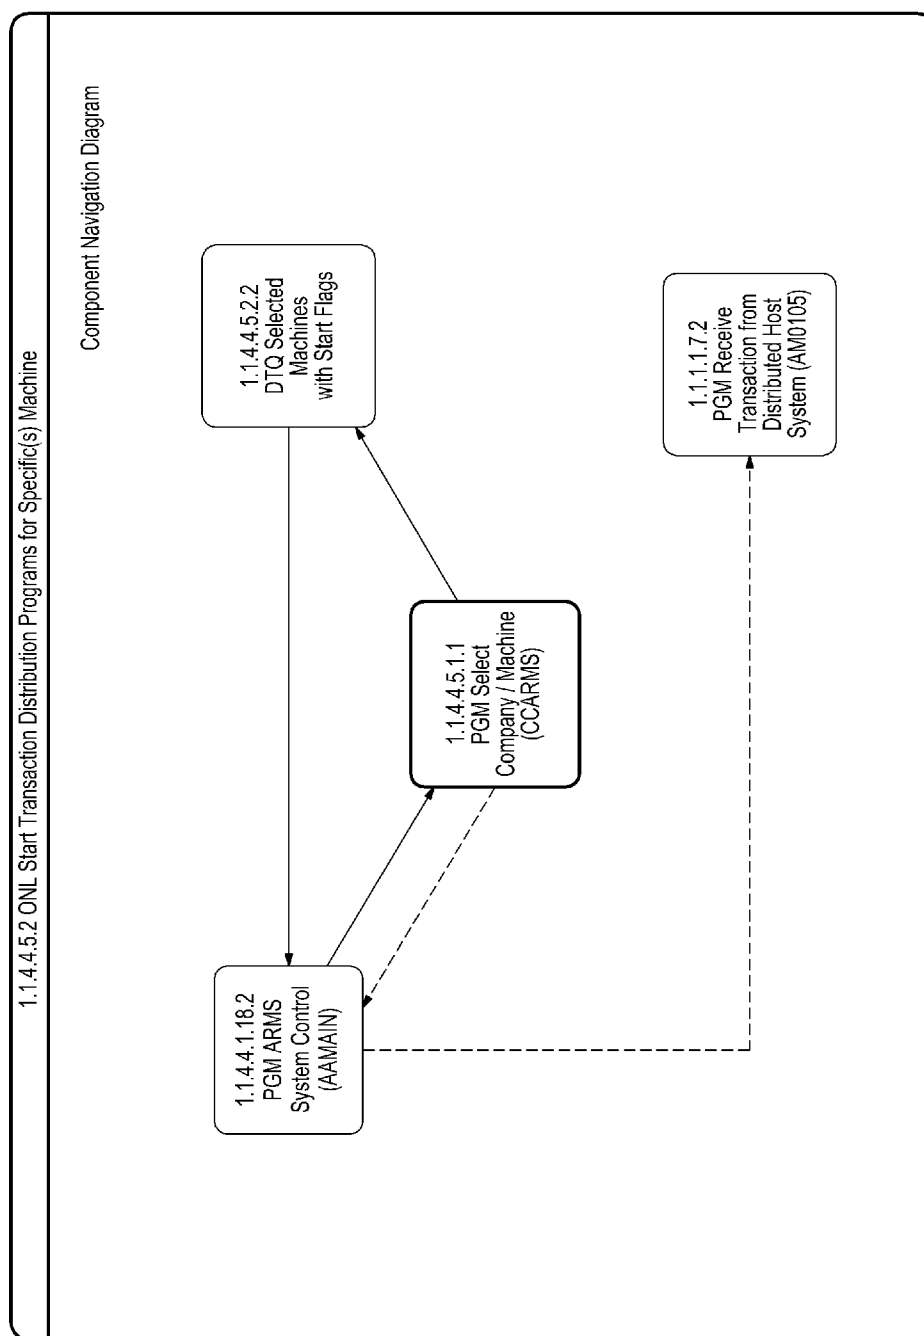 1.1.4.4.5.2 ONL Start Transaction Distribution Programs for Specific(s) Machine
Component Navigation Diagram
1.1.4.4.1.18.2
PGM ARMS
System Control
(AAMAIN)
1.1.4.4.5.2.2
DTQ Selected
Machines
with Start Flags
1.1.4.4.5.1.1
PGM Select
Company / Machine
(CCARMS)
1.1.1.1.7.2
PGM Receive
Transaction from
Distributed Host
System (AM0105)